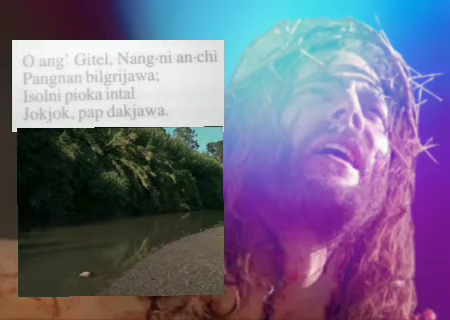 O ang' Gitel, Nang·ni an·chi
Pangnan bilgrijawa;
Isolni pioka intal
Jokjok, pap dakjawa.